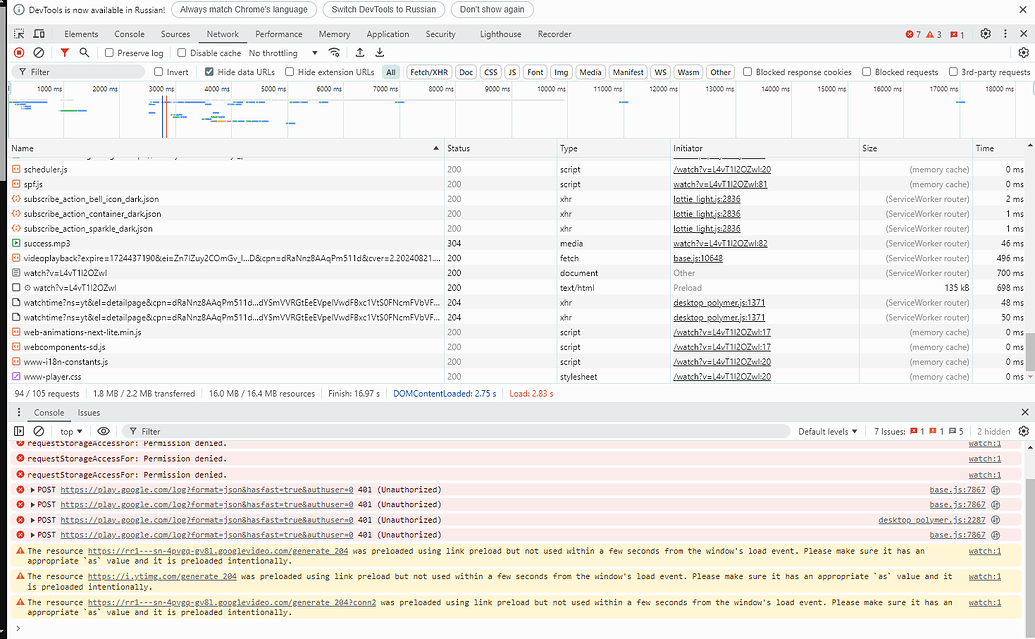 DevTools is now available in Russian! Always match Chrome's language Switch DevTools to Russian Don't show again
Elements Console Sources Network Performance Memory Application Security Lighthouse Recorder 7 3 1
Preserve log Disable cache No throttling
Filter Invert Hide data URLs Hide extension URLs All Fetch/XHR Doc CSS JS Font Img Media Manifest WS Wasm Other Blocked response cookies Blocked requests 3rd-party requests
1000 ms 2000 ms 3000 ms 4000 ms 5000 ms 6000 ms 7000 ms 8000 ms 9000 ms 10000 ms 11000 ms 12000 ms 13000 ms 14000 ms 15000 ms 16000 ms 17000 ms 18000 ms
Name Status Type Initiator Size Time
scheduler.js 200 script /watch?v=L4vT1I2OZwI:20 (memory cache) 0 ms
spf.js 200 script watch?v=L4vT1I2OZwI:81 (memory cache) 0 ms
subscribe_action_bell_icon_dark.json 200 xhr lottie_light.js:2836 (ServiceWorker router) 2 ms
subscribe_action_container_dark.json 200 xhr lottie_light.js:2836 (ServiceWorker router) 1 ms
subscribe_action_sparkle_dark.json 200 xhr lottie_light.js:2836 (ServiceWorker router) 1 ms
success.mp3 304 media watch?v=L4vT1I2OZwI:82 (ServiceWorker router) 46 ms
videoplayback?expire=1724437190&ei=Zn7IZuy2COmGv_I...D&cpn=dRaNnz8AAqPm511d&cver=2.20240821.... 200 fetch base.js:10648 (ServiceWorker router) 496 ms
watch?v=L4vT1I2OZwI 200 document Other (ServiceWorker router) 700 ms
watch?v=L4vT1I2OZwI 200 text/html Preload 135 kB 698 ms
watchtime?ns=yt&el=detailpage&cpn=dRaNnz8AAqPm511d...dYSmVVRGtEeEVpelVwdFBxc1VtS0FNcmFVbVF... 204 xhr desktop_polymer.js:1371 (ServiceWorker router) 48 ms
watchtime?ns=yt&el=detailpage&cpn=dRaNnz8AAqPm511d...dYSmVVRGtEeEVpelVwdFBxc1VtS0FNcmFVbVF... 204 xhr desktop_polymer.js:1371 (ServiceWorker router) 50 ms
web-animations-next-lite.min.js 200 script /watch?v=L4vT1I2OZwI:17 (memory cache) 0 ms
webcomponents-sd.js 200 script /watch?v=L4vT1I2OZwI:17 (memory cache) 0 ms
www-i18n-constants.js 200 script /watch?v=L4vT1I2OZwI:20 (memory cache) 0 ms
www-player.css 200 stylesheet /watch?v=L4vT1I2OZwI:20 (memory cache) 0 ms
94 / 105 requests 1.8 MB / 2.2 MB transferred 16.0 MB / 16.4 MB resources Finish: 16.97 s DOMContentLoaded: 2.75 s Load: 2.83 s
Console Issues
top Filter Default levels 7 Issues: 1 1 5 2 hidden
requestStorageAccessFor: Permission denied. watch:1
requestStorageAccessFor: Permission denied. watch:1
requestStorageAccessFor: Permission denied. watch:1
POST https://play.google.com/log?format=json&hasfast=true&authuser=0 401 (Unauthorized) base.js:7867
POST https://play.google.com/log?format=json&hasfast=true&authuser=0 401 (Unauthorized) base.js:7867
POST https://play.google.com/log?format=json&hasfast=true&authuser=0 401 (Unauthorized) desktop_polymer.js:2287
POST https://play.google.com/log?format=json&hasfast=true&authuser=0 401 (Unauthorized) base.js:7867
The resource https://rr1---sn-4pvgq-gv8l.googlevideo.com/generate_204 was preloaded using link preload but not used within a few seconds from the window's load event. Please make sure it has an watch:1
appropriate `as` value and it is preloaded intentionally.
The resource https://i.ytimg.com/generate_204 was preloaded using link preload but not used within a few seconds from the window's load event. Please make sure it has an appropriate `as` value and it watch:1
is preloaded intentionally.
The resource https://rr1---sn-4pvgq-gv8l.googlevideo.com/generate_204?conn2 was preloaded using link preload but not used within a few seconds from the window's load event. Please make sure it has an watch:1
appropriate `as` value and it is preloaded intentionally.